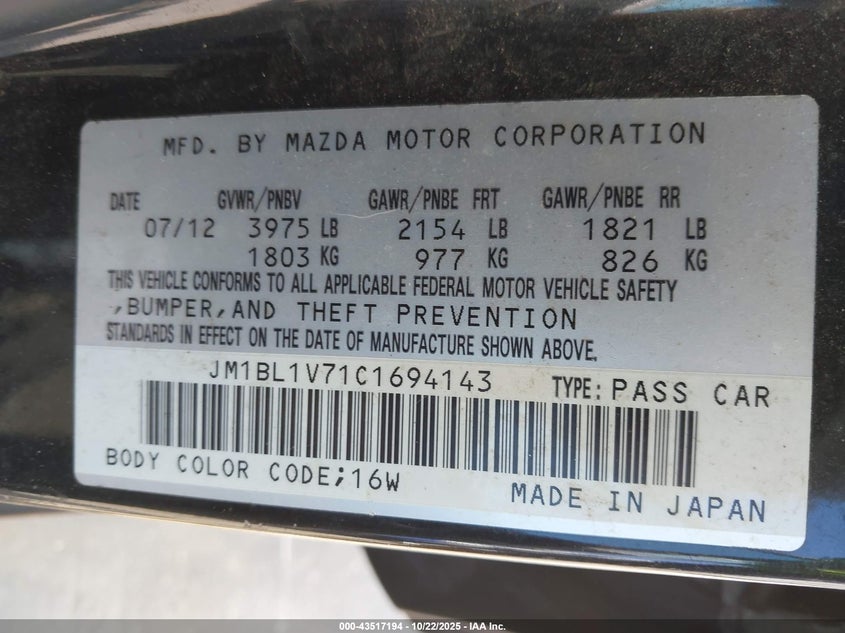 MFD. BY MAZDA MOTOR CORPORATION
DATE GVWR/PNBV GAWR/PNBE FRT GAWR/PNBE RR
07/12 3975 LB 2154 LB 1821 LB
1803 KG 977 KG 826 KG
THIS VEHICLE CONFORMS TO ALL APPLICABLE FEDERAL MOTOR VEHICLE SAFETY
,BUMPER,AND THEFT PREVENTION
STANDARDS IN EFFECT ON THE DATE OF MANUFACTURE SHOWN ABOVE.
JM1BL1V71C1694143 TYPE: PASS CAR
BODY COLOR CODE;16W
MADE IN JAPAN
000-43517194 - 10/22/2025 - IAA Inc.